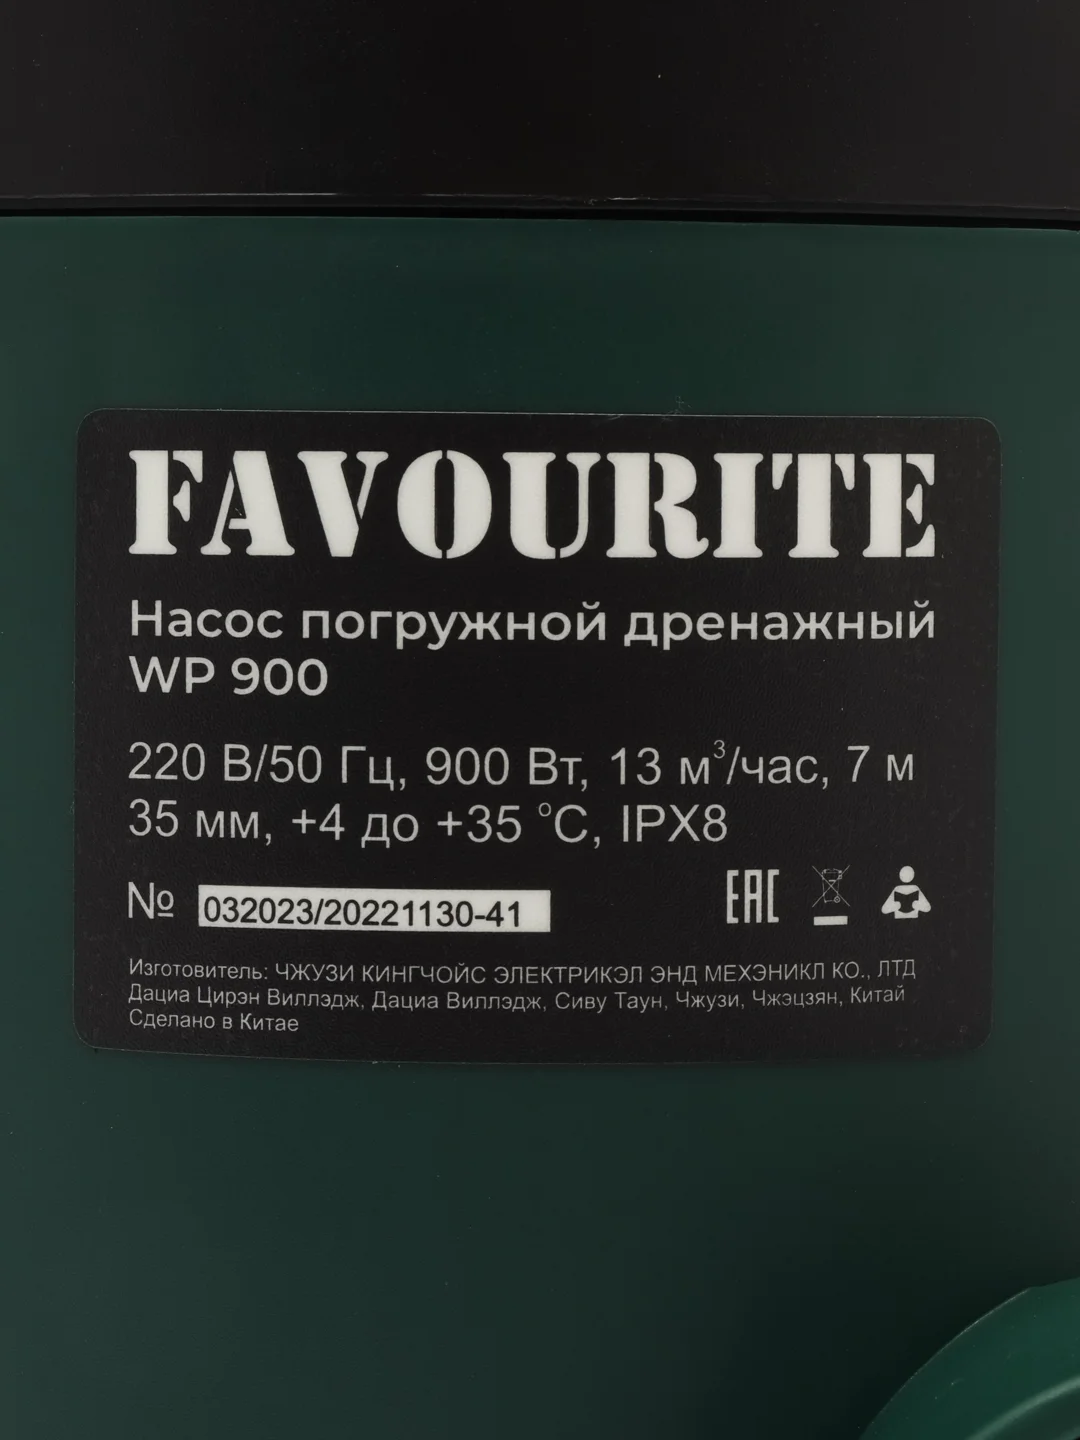 FAVOURITE
Насос погружной дренажный
WP 900
220 В/50 Гц, 900 Вт, 13 м³/час, 7 м
35 мм, +4 до +35 °С, IPX8
№ 032023/20221130-41
EAC
Изготовитель: ЧЖУЗИ КИНГЧОЙС ЭЛЕКТРИКЭЛ ЭНД МЕХЭНИКЛ КО., ЛТД
Дациа Цирэн Виллэдж, Дациа Виллэдж, Сиву Таун, Чжузи, Чжэцзян, Китай
Сделано в Китае